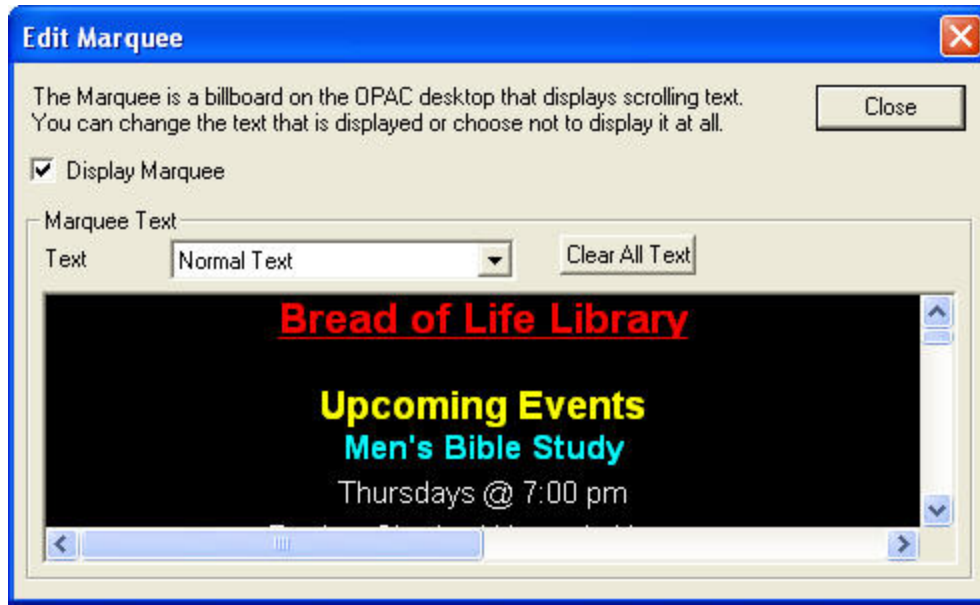 Edit Marquee
The Marquee is a billboard on the OPAC desktop that displays scrolling text.
You can change the text that is displayed or choose not to display it at all.
Close
Display Marquee
Marquee Text
Text
Normal Text
Clear All Text
Bread of Life Library
Upcoming Events
Men's Bible Study
Thursdays @ 7:00 pm